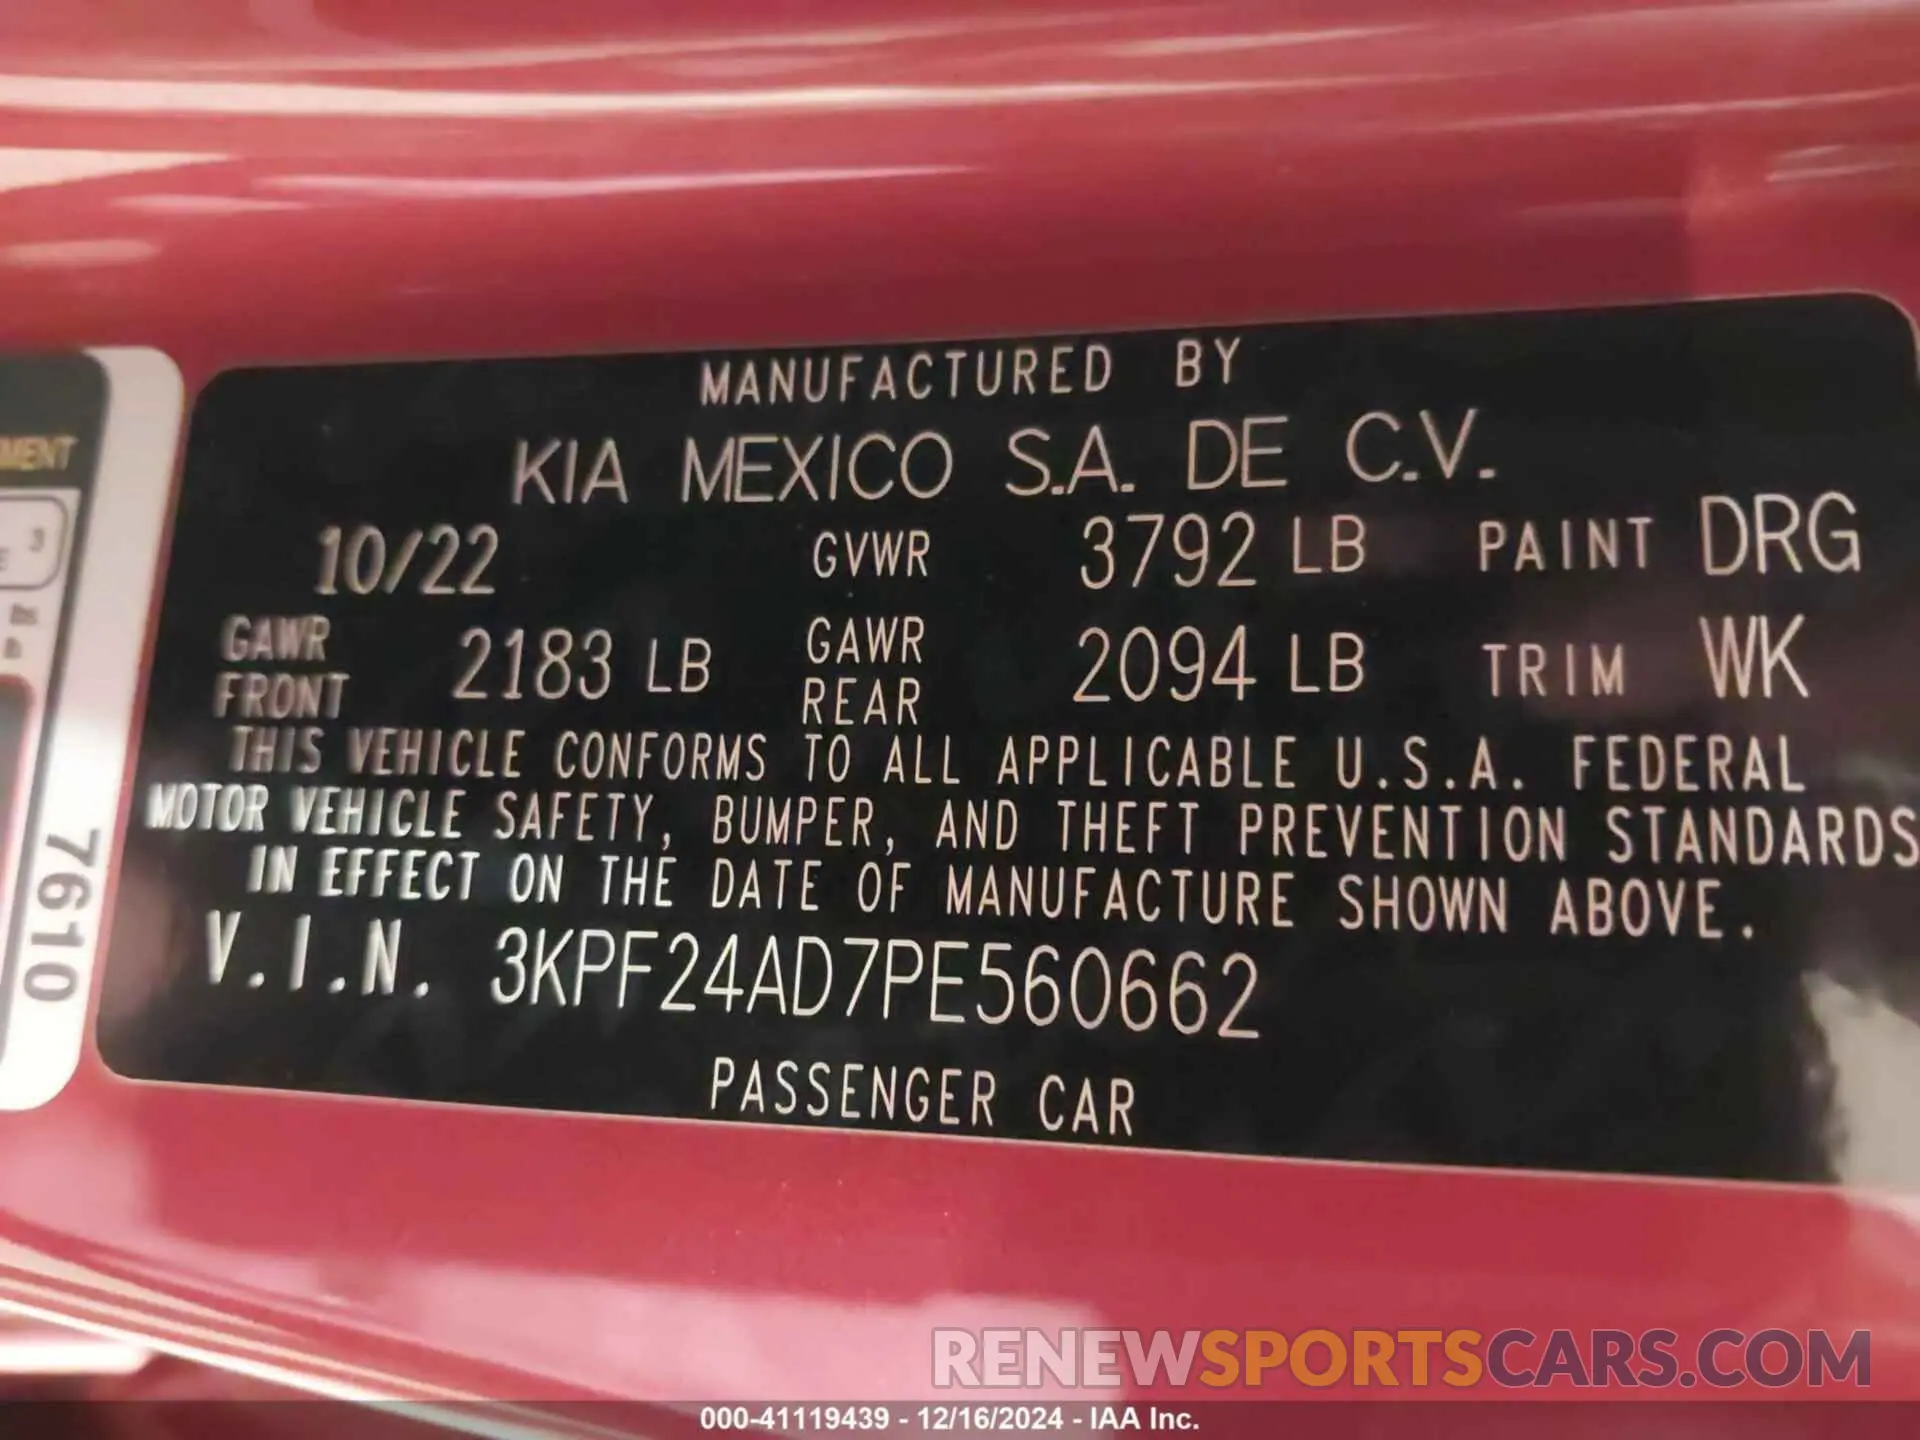 MANUFACTURED BY
KIA MEXICO S.A. DE C.V.
10/22 GVWR 3792 LB PAINT DRG
GAWR FRONT 2183 LB GAWR REAR 2094 LB TRIM WK
THIS VEHICLE CONFORMS TO ALL APPLICABLE U.S.A. FEDERAL
MOTOR VEHICLE SAFETY, BUMPER, AND THEFT PREVENTION STANDARDS
IN EFFECT ON THE DATE OF MANUFACTURE SHOWN ABOVE.
V.I.N. 3KPF24AD7PE560662
PASSENGER CAR
MENT
3
7610
RENEWSPORTSCARS.COM
000-41119439 - 12/16/2024 - IAA Inc.